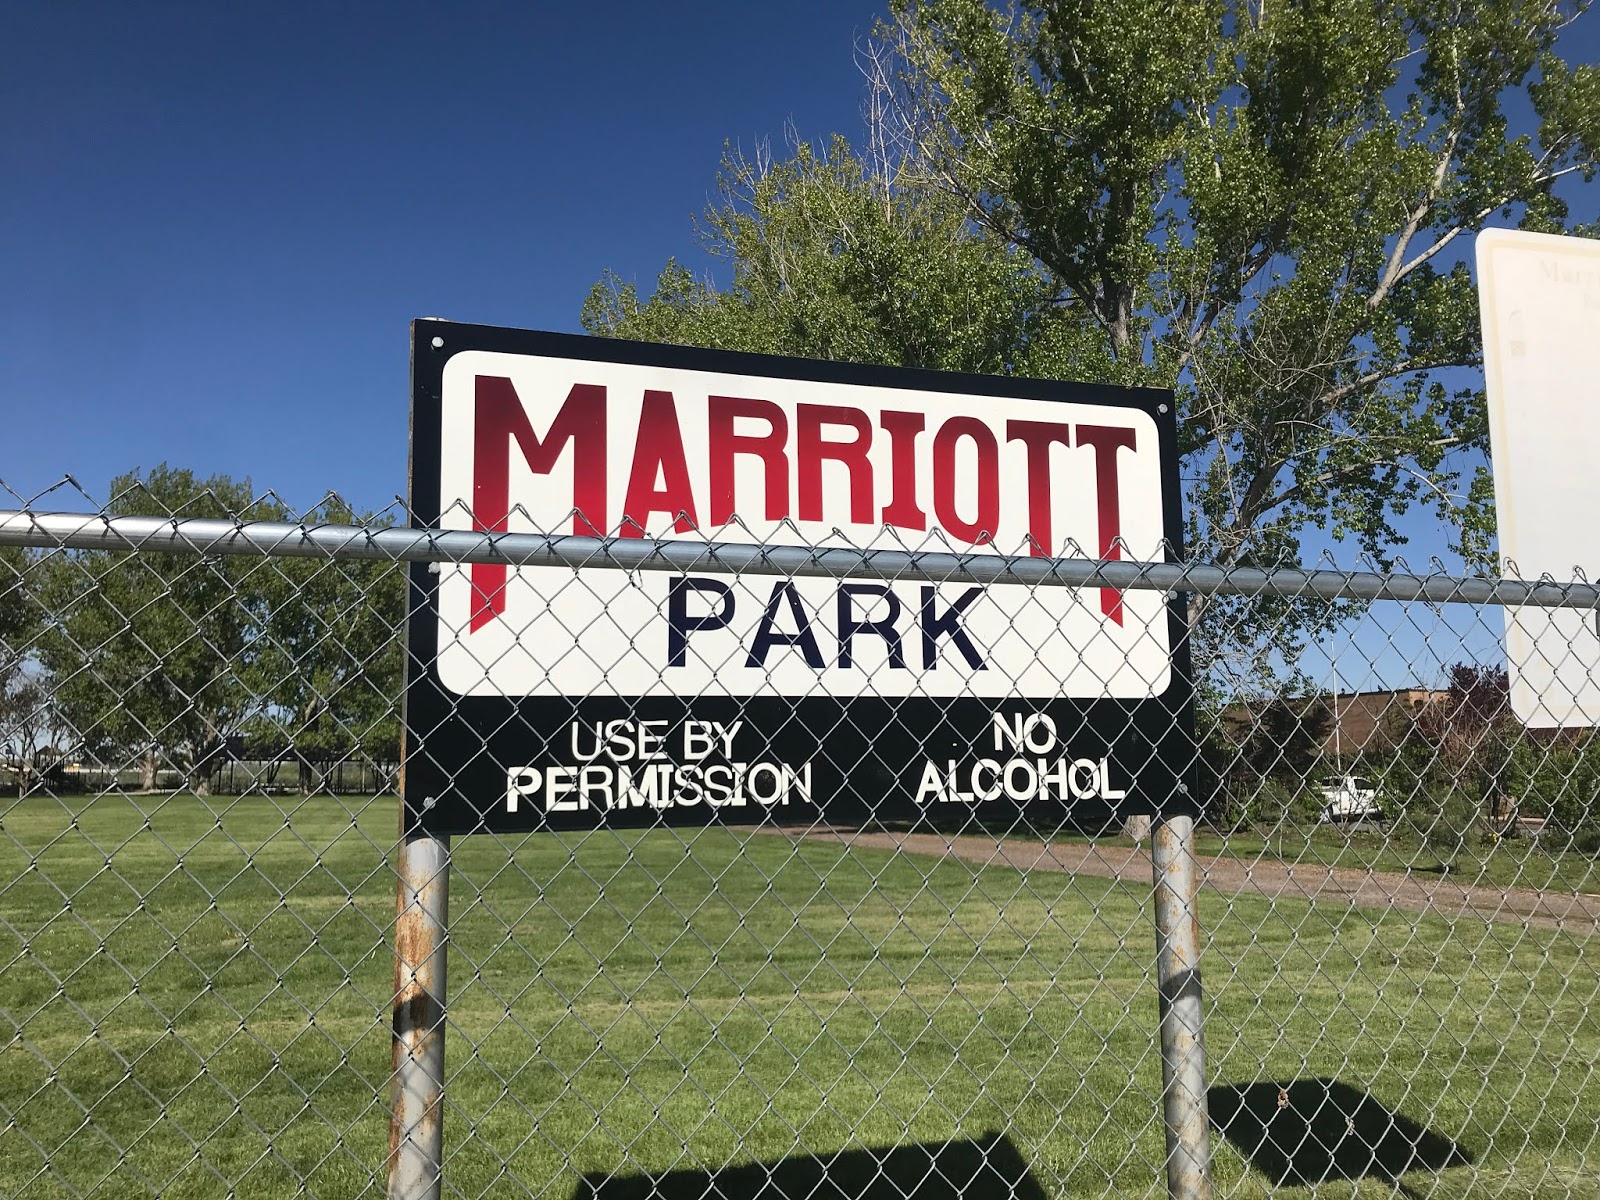 MARRIOTT
PARK
USE BY
PERMISSION
NO
ALCOHOL